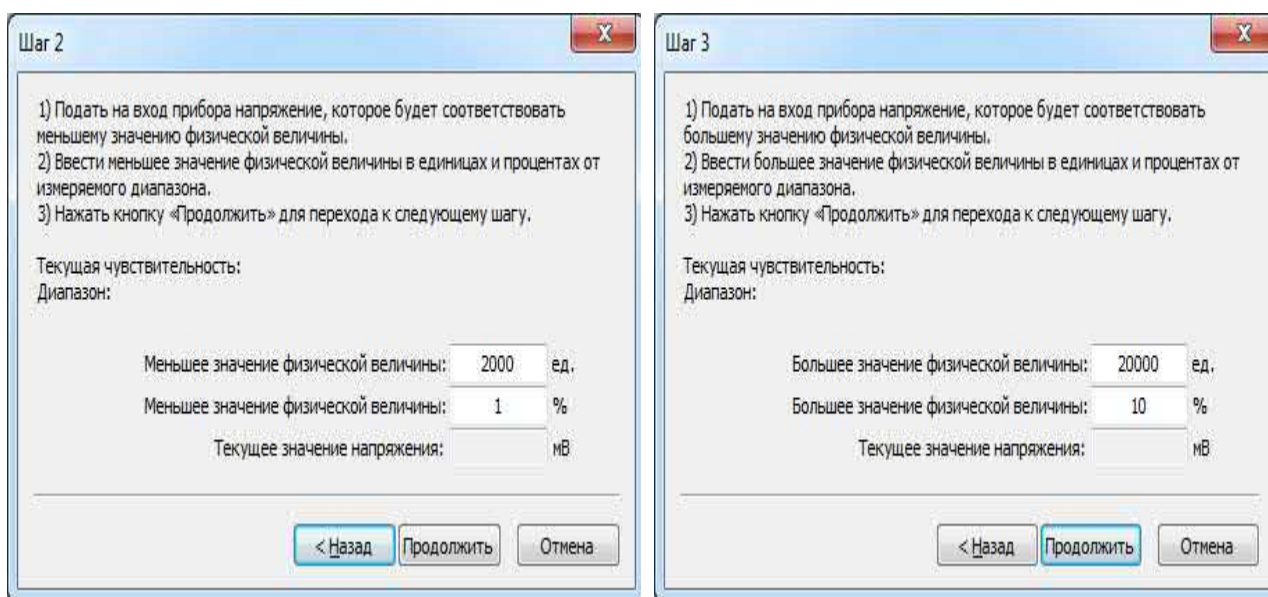 Шаг 2
1) Подать на вход прибора напряжение, которое будет соответствовать
меньшему значению физической величины.
2) Ввести меньшее значение физической величины в единицах и процентах от
измеряемого диапазона.
3) Нажать кнопку «Продолжить» для перехода к следующему шагу.
Текущая чувствительность:
Диапазон:
Меньшее значение физической величины: 2000 ед.
Меньшее значение физической величины: 1 %
Текущее значение напряжения: мВ
< Назад Продолжить Отмена
Шаг 3
1) Подать на вход прибора напряжение, которое будет соответствовать
большему значению физической величины.
2) Ввести большее значение физической величины в единицах и процентах от
измеряемого диапазона.
3) Нажать кнопку «Продолжить» для перехода к следующему шагу.
Текущая чувствительность:
Диапазон:
Большее значение физической величины: 20000 ед.
Большее значение физической величины: 10 %
Текущее значение напряжения: мВ
< Назад Продолжить Отмена